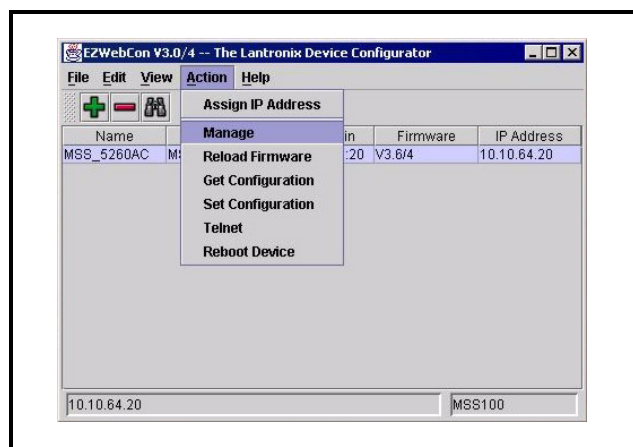 EZWebCon V3.0/4 -- The Lantronix Device Configurator
File Edit View Action Help
Assign IP Address
Manage
Reload Firmware
Get Configuration
Set Configuration
Telnet
Reboot Device
Name in Firmware IP Address
MSS_5260AC :20 V3.6/4 10.10.64.20
10.10.64.20 MSS100